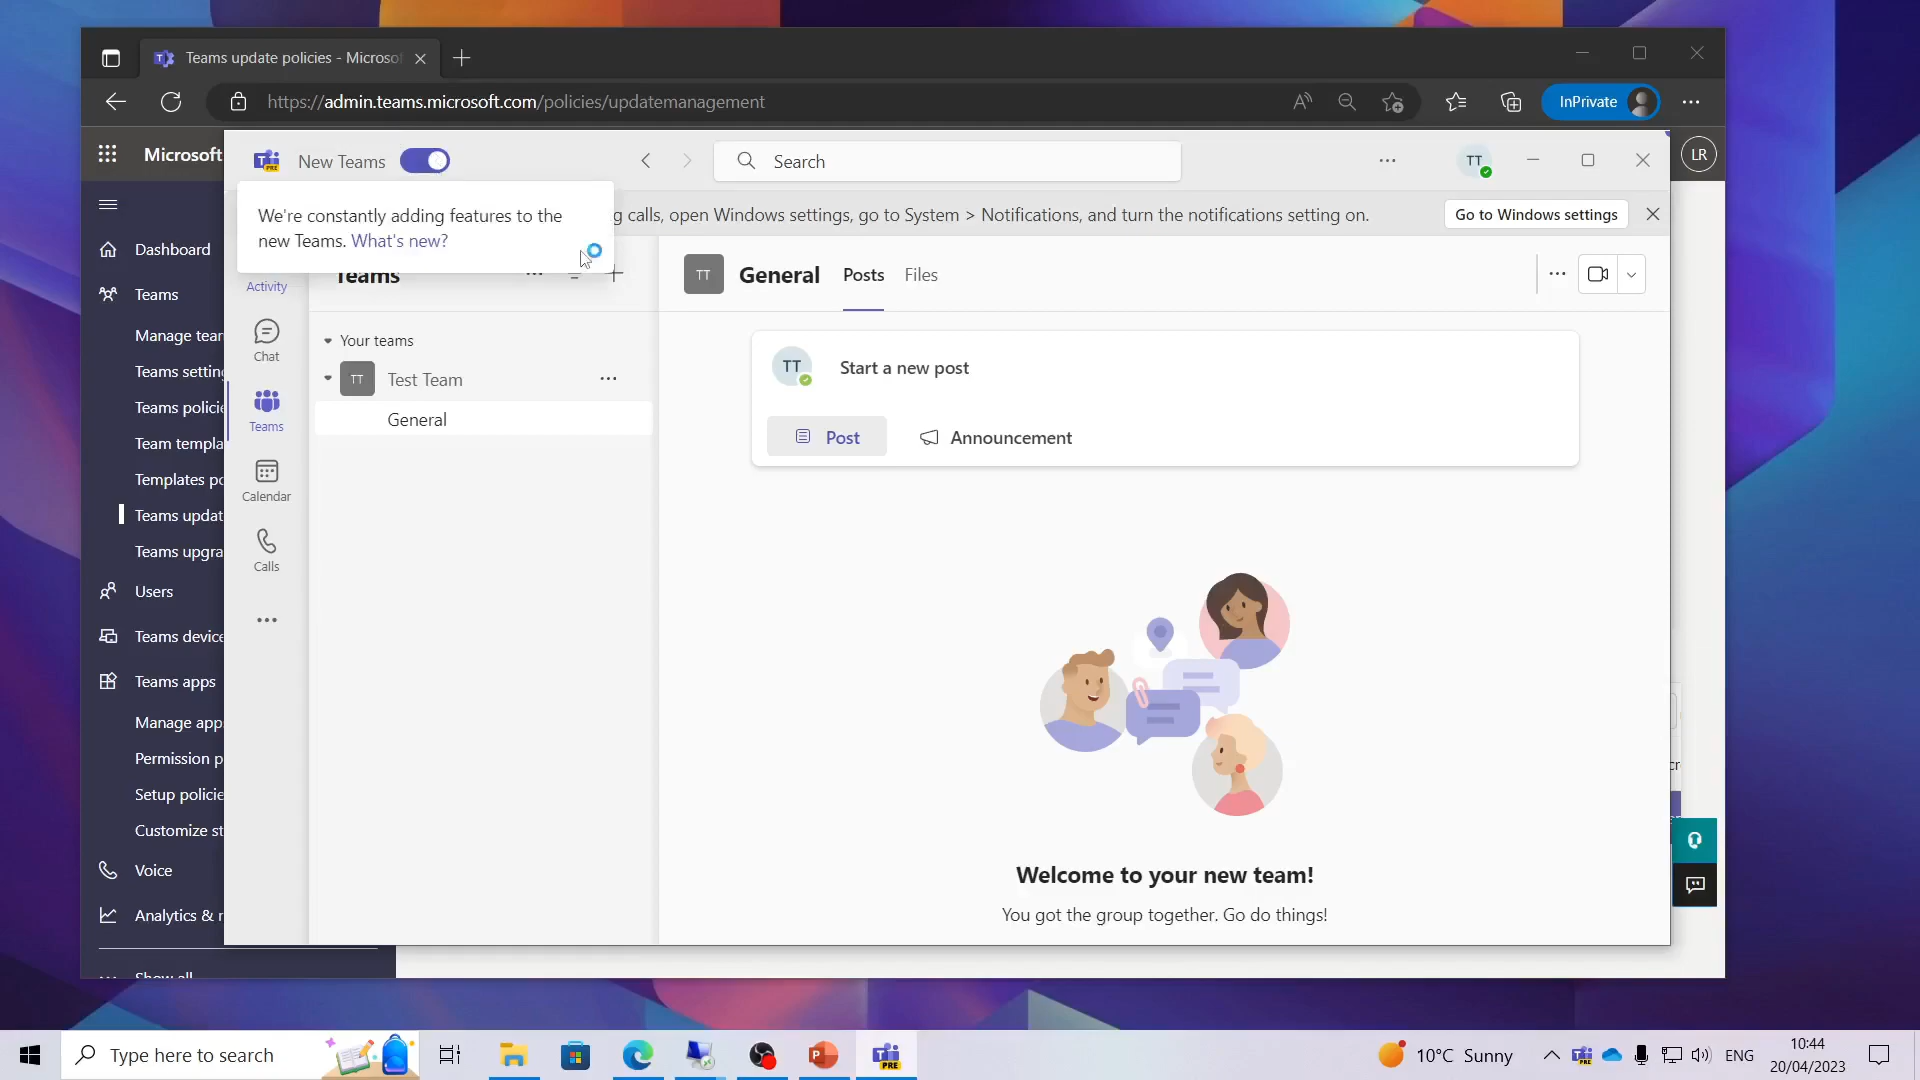 Teams update policies - Microso
https://admin.teams.microsoft.com/policies/updatemanagement
InPrivate
Microsoft
New Teams
Search
TT
LR
We're constantly adding features to the
new Teams. What's new?
g calls, open Windows settings, go to System > Notifications, and turn the notifications setting on.
Go to Windows settings
Dashboard
Teams
Manage tear
Teams settin
Teams policie
Team templa
Templates po
Teams updat
Teams upgra
Users
Teams device
Teams apps
Manage app
Permission p
Setup policie
Customize st
Voice
Analytics & r
Show all
Activity
Chat
Teams
Calendar
Calls
Teams
Your teams
TT
Test Team
General
TT
General
Posts
Files
TT
Start a new post
Post
Announcement
Welcome to your new team!
You got the group together. Go do things!
cr
Type here to search
PRE
10°C Sunny
ENG
10:44
20/04/2023